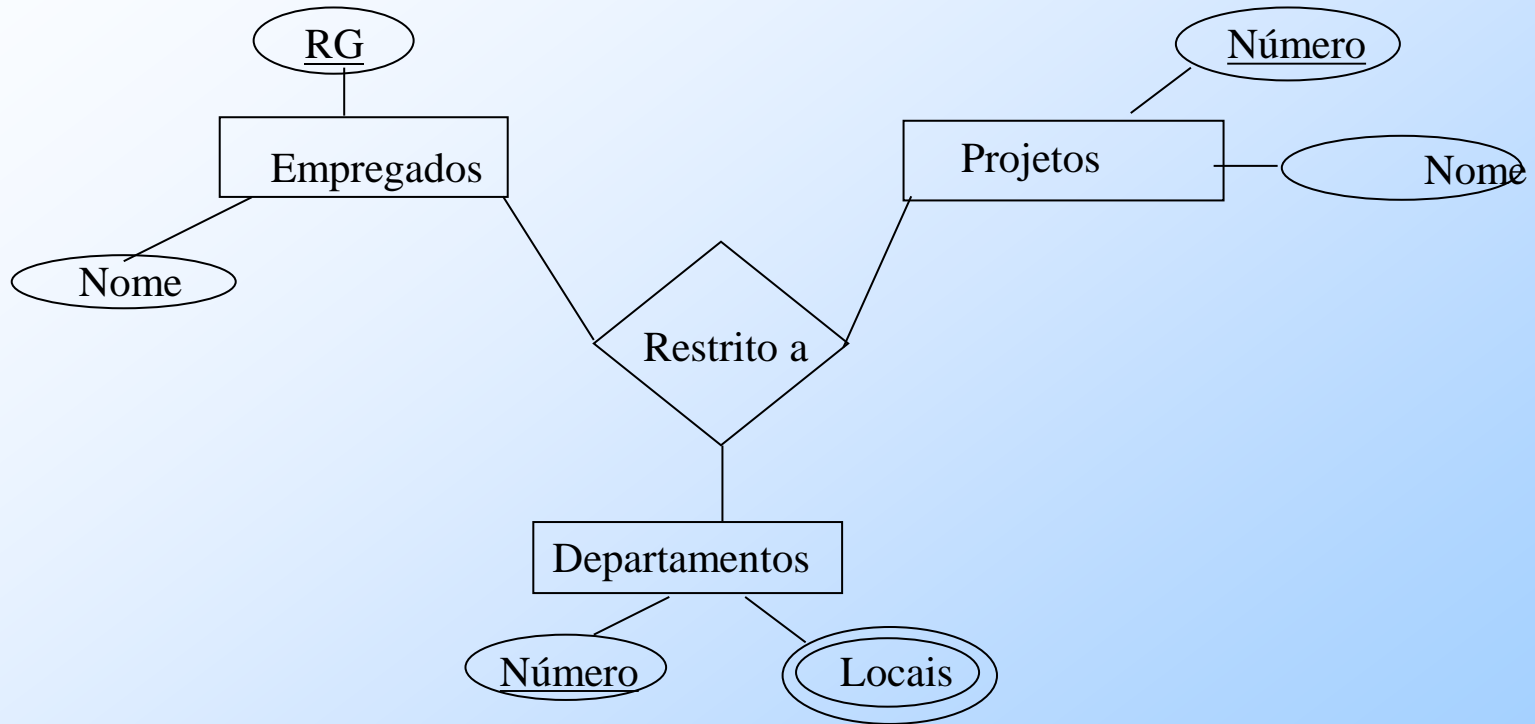 RG
Número
Empregados
Projetos
Nome
Nome
Restrito a
Departamentos
Número
Locais